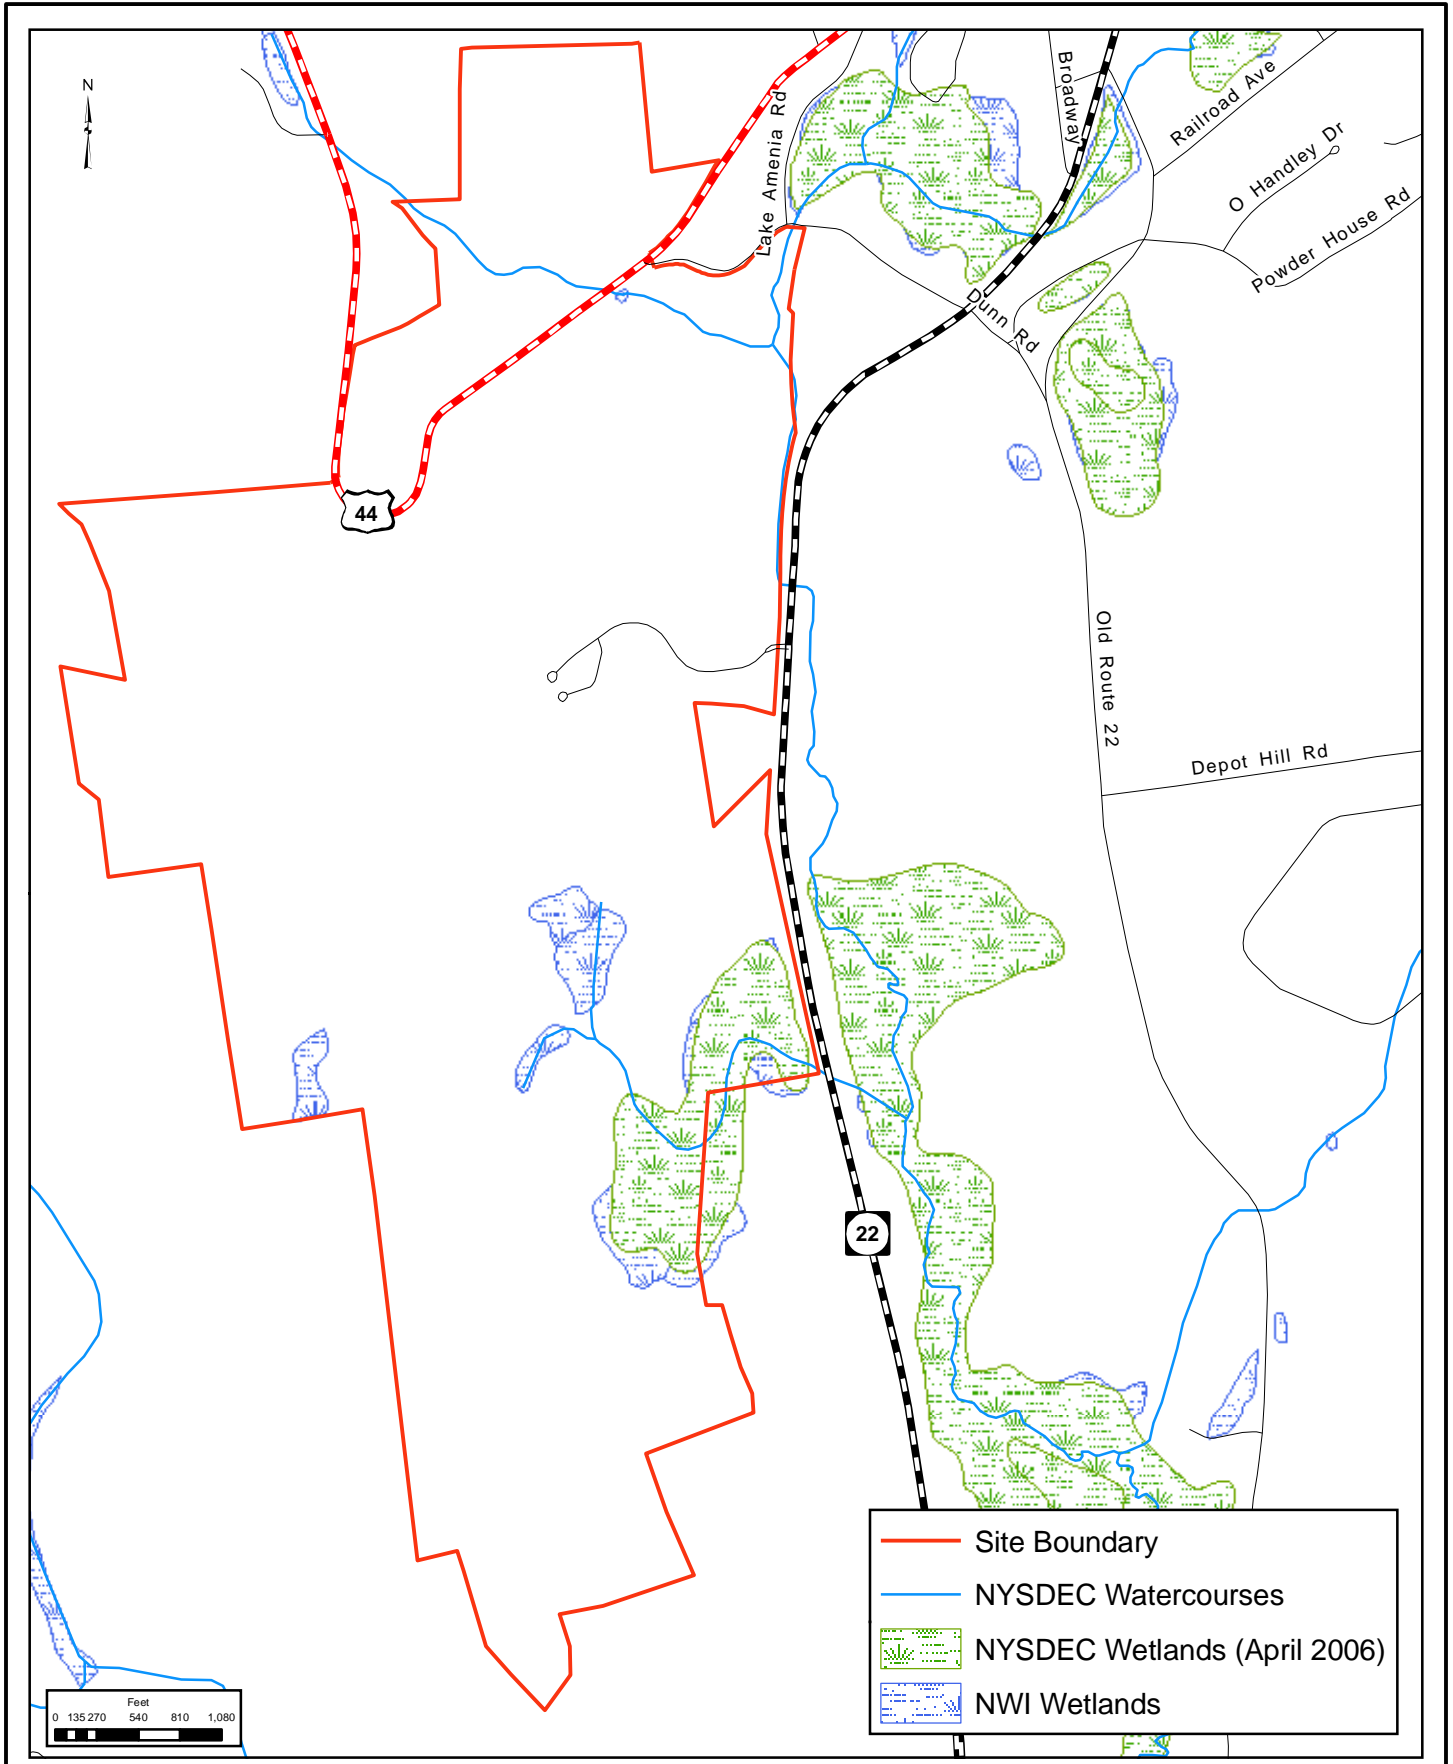 N
Broadway
Railroad Ave
Lake Amenia Rd
O Handley Dr
Powder House Rd
Dunn Rd
44
Old Route 22
Depot Hill Rd
22
Site Boundary
NYSDEC Watercourses
NYSDEC Wetlands (April 2006)
NWI Wetlands
Feet
0 135 270 540 810 1,080